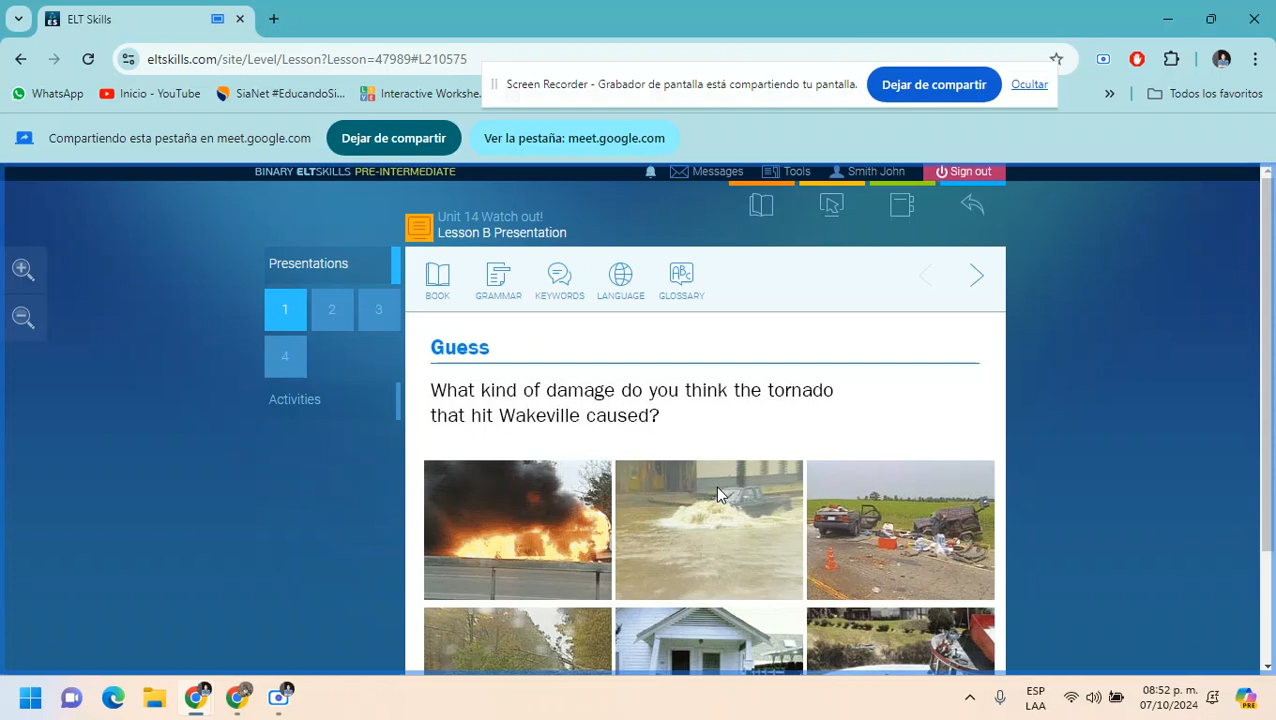 ELT Skills
eltskills.com/site/Level/Lesson?Lesson=47989#L210575
Screen Recorder - Grabador de pantalla está compartiendo tu pantalla.
Dejar de compartir
Ocultar
WhatsApp
Inicio - YouTube
SianTt #EducandoSi...
Interactive Workshe...
Todos los favoritos
Compartiendo esta pestaña en meet.google.com
Dejar de compartir
Ver la pestaña: meet.google.com
BINARY ELTSKILLS PRE-INTERMEDIATE
Messages
Tools
Smith John
Sign out
Unit 14 Watch out!
Lesson B Presentation
Presentations
1
2
3
4
Activities
BOOK
GRAMMAR
KEYWORDS
LANGUAGE
ABC
GLOSSARY
Guess
What kind of damage do you think the tornado
that hit Wakeville caused?
ESP
LAA
08:52 p. m.
07/10/2024
PRE